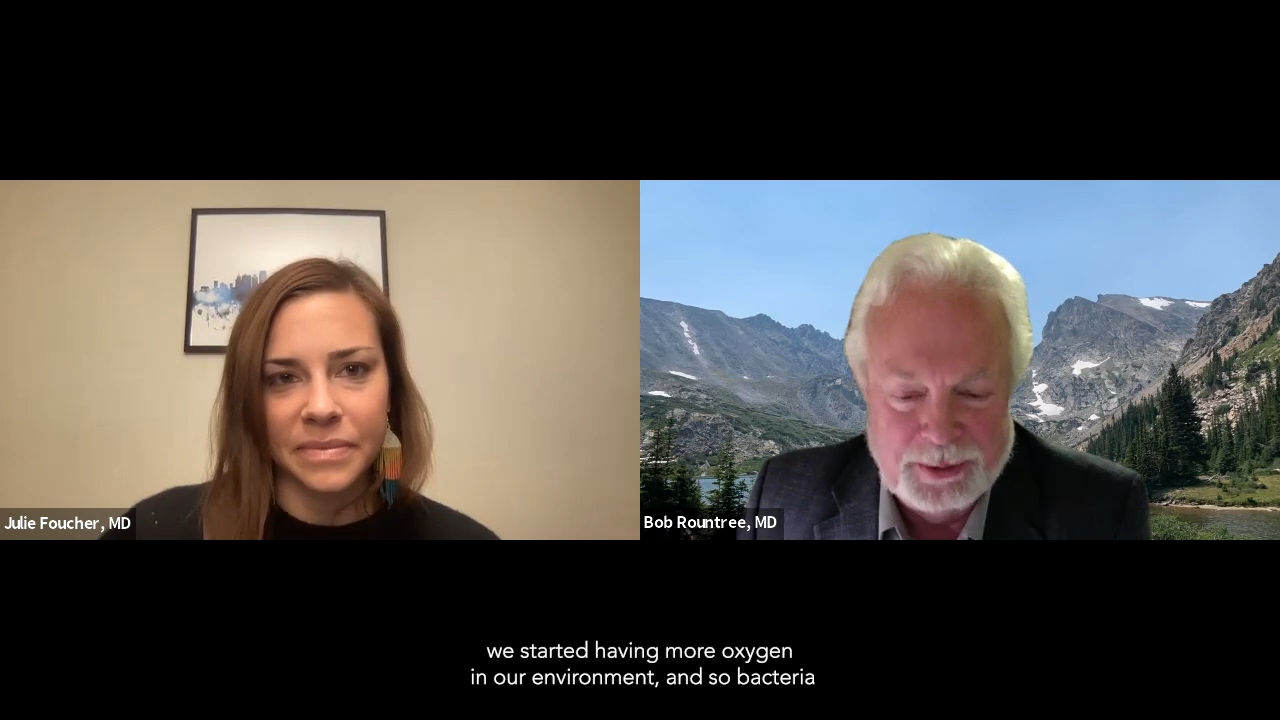 Julie Foucher, MD
Bob Rountree, MD
we started having more oxygen
in our environment, and so bacteria